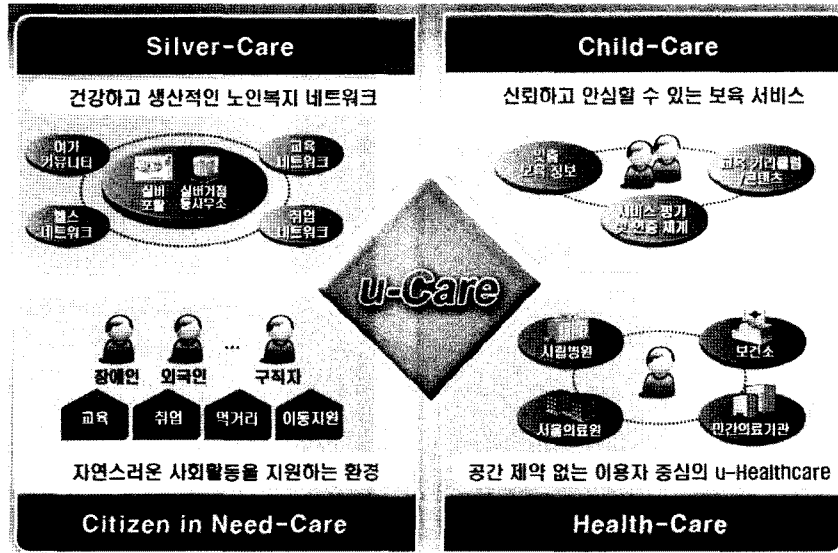 Silver-Care
건강하고 생산적인 노인복지 네트워크
여가
커뮤니티
교육
네트워크
실버
포탈
실버거점
동사무소
헬스
네트워크
취업
네트워크
Child-Care
신뢰하고 안심할 수 있는 보육 서비스
맞춤
보육 정보
교육 커리큘럼
/콘텐츠
서비스 평가
및 인증 체계
u-Care
장애인
외국인
...
구직자
교육
취업
먹거리
이동지원
자연스러운 사회활동을 지원하는 환경
Citizen in Need-Care
시립병원
보건소
서울의료원
민간의료기관
공간 제약 없는 이용자 중심의 u-Healthcare
Health-Care